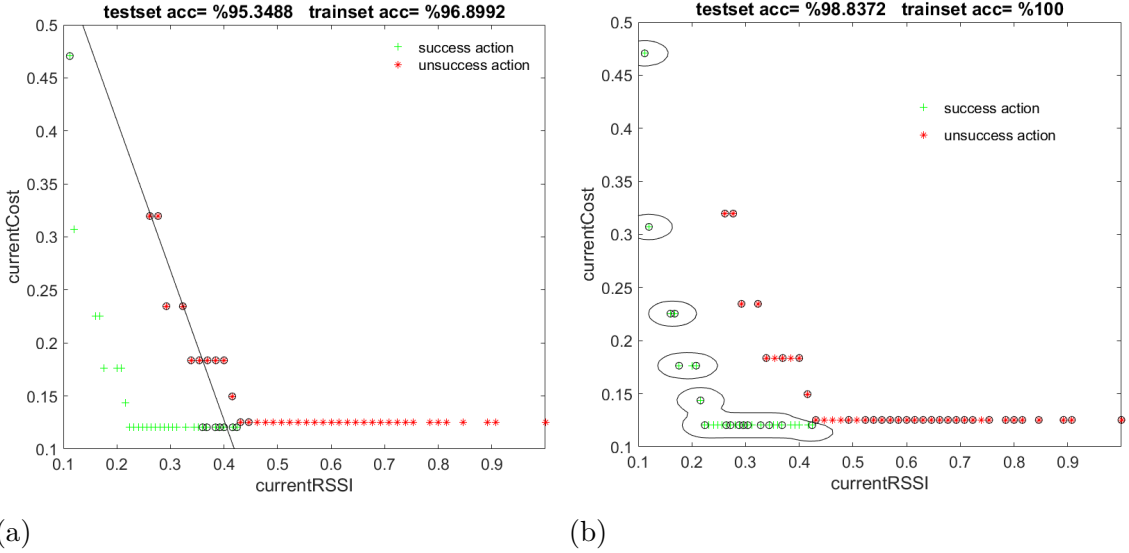 testset acc= %95.3488 trainset acc= %96.8992
0.5
0.45
0.4
0.35
0.3
0.25
0.2
0.15
0.1
currentCost
success action
unsuccess action
0.1 0.2 0.3 0.4 0.5 0.6 0.7 0.8 0.9
currentRSSI
(a)
testset acc= %98.8372 trainset acc= %100
0.5
0.45
0.4
0.35
0.3
0.25
0.2
0.15
0.1
currentCost
success action
unsuccess action
0.1 0.2 0.3 0.4 0.5 0.6 0.7 0.8 0.9
currentRSSI
(b)